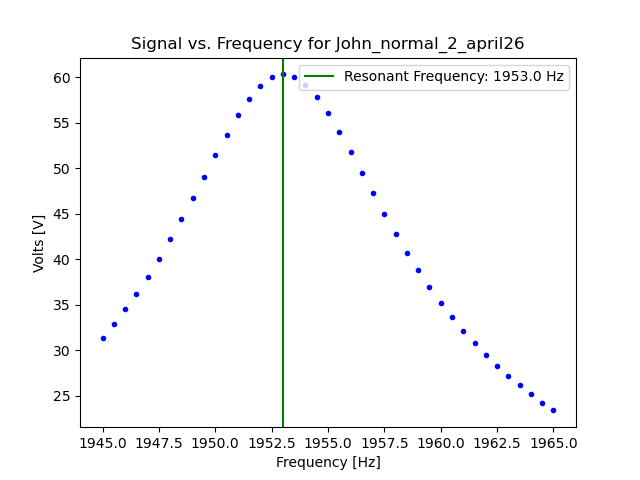 Signal vs. Frequency for John_normal_2_april26
Resonant Frequency: 1953.0 Hz
60
55
50
45
40
35
30
25
Volts [V]
1945.0 1947.5 1950.0 1952.5 1955.0 1957.5 1960.0 1962.5 1965.0
Frequency [Hz]